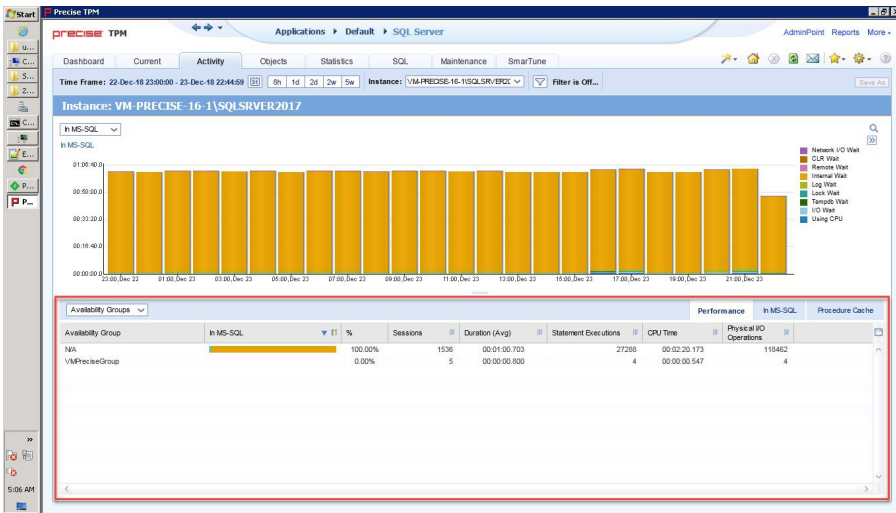 Start
Precise TPM
precise TPM
Applications Default SQL Server
AdminPoint Reports More
Dashboard Current Activity Objects Statistics SQL Maintenance SmarTune
Time Frame: 22-Dec-18 23:00:00 - 23-Dec-18 22:44:59 8h 1d 2d 2w 5w Instance: Filter is Off... Save As
Instance: VM-PRECISE-16-1\SQLSRVER2017
In MS-SQL
In MS-SQL
Network I/O Wait
CLR Wait
Remote Wait
Internal Wait
Log Wait
Lock Wait
Tempdb Wait
I/O Wait
Using CPU
01:06:40.0
00:50:00.0
00:33:20.0
00:16:40.0
00:00:00.0
23:00,Dec 22 01:00,Dec 23 03:00,Dec 23 05:00,Dec 23 07:00,Dec 23 09:00,Dec 23 11:00,Dec 23 13:00,Dec 23 15:00,Dec 23 17:00,Dec 23 19:00,Dec 23 21:00,Dec 23
Availability Groups Performance In MS-SQL Procedure Cache
Availability Group In MS-SQL % Sessions Duration (Avg) Statement Executions CPU Time Physical I/O Operations
N/A 100.00% 1536 00:01:00.703 27288 00:02:20.173 118462
VMPreciseGroup 0.00% 5 00:00:00.800 4 00:00:00.547 4
u...
C...
S...
2...
C...
E...
P...
P...
5:06 AM